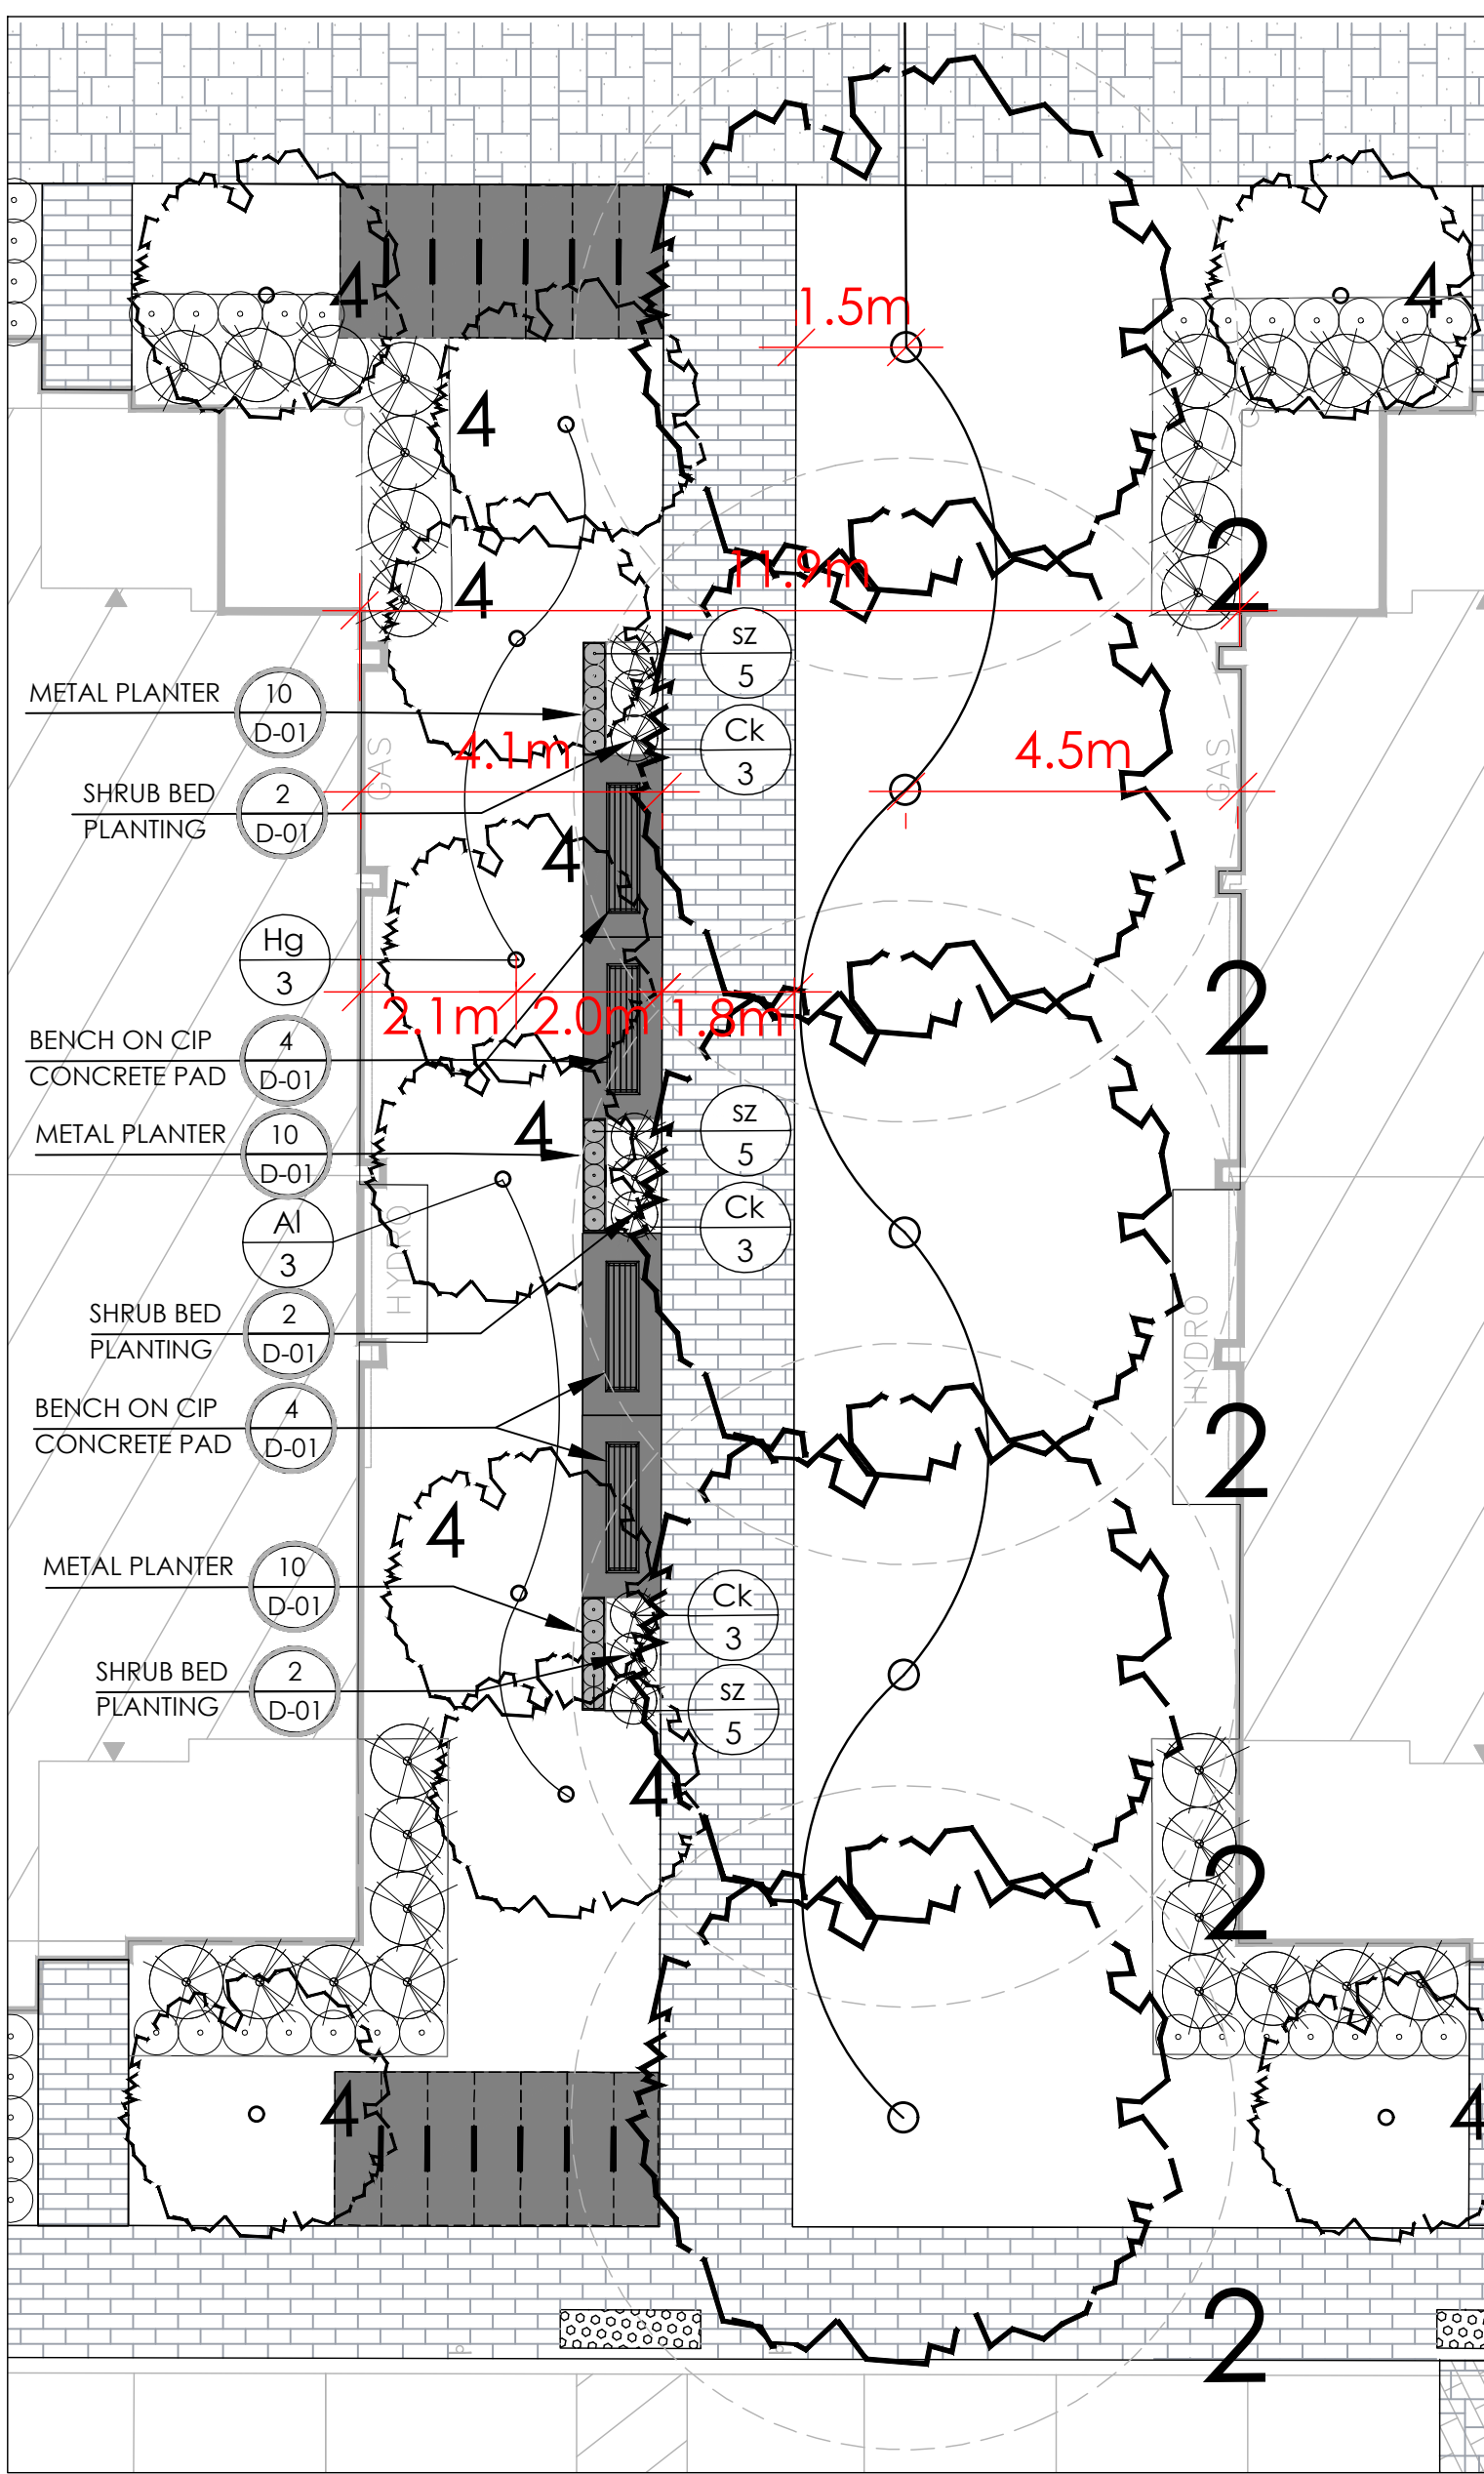 4
4
1.5m
4
2
11.9m
4
sz
5
METAL PLANTER
10
D-01
Ck
3
4.1m
4.5m
GAS
GAS
SHRUB BED
PLANTING
2
D-01
4
Hg
3
2.1m
2.0m
1.8m
2
BENCH ON CIP
CONCRETE PAD
4
D-01
sz
5
METAL PLANTER
10
D-01
4
Ck
3
Al
3
HYDRO
HYDRO
SHRUB BED
PLANTING
2
D-01
BENCH ON CIP
CONCRETE PAD
4
D-01
2
4
METAL PLANTER
10
D-01
Ck
3
SHRUB BED
PLANTING
2
D-01
sz
5
4
2
4
4
2